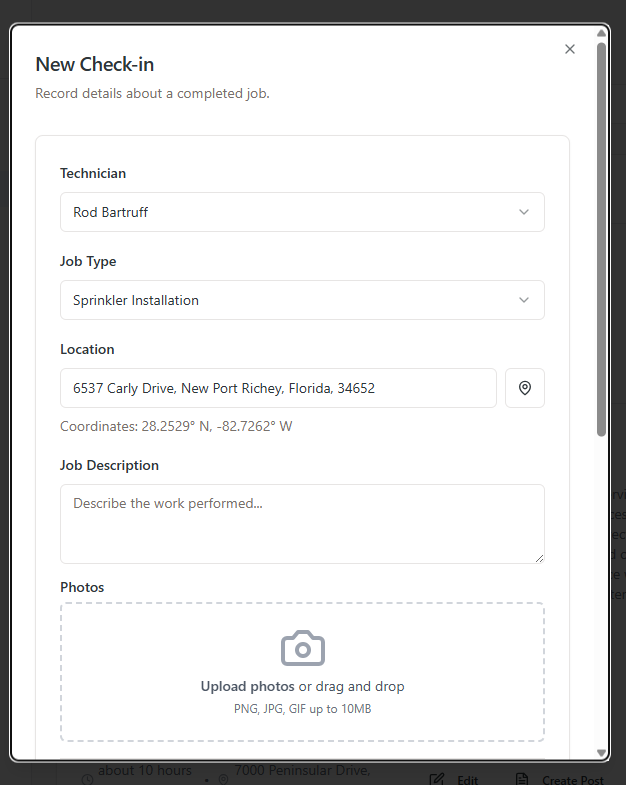 New Check-in
Record details about a completed job.
Technician
Rod Bartruff
Job Type
Sprinkler Installation
Location
6537 Carly Drive, New Port Richey, Florida, 34652
Coordinates: 28.2529° N, -82.7262° W
Job Description
Describe the work performed...
Photos
Upload photos or drag and drop
PNG, JPG, GIF up to 10MB
about 10 hours • 7000 Peninsular Drive, Edit Create Post